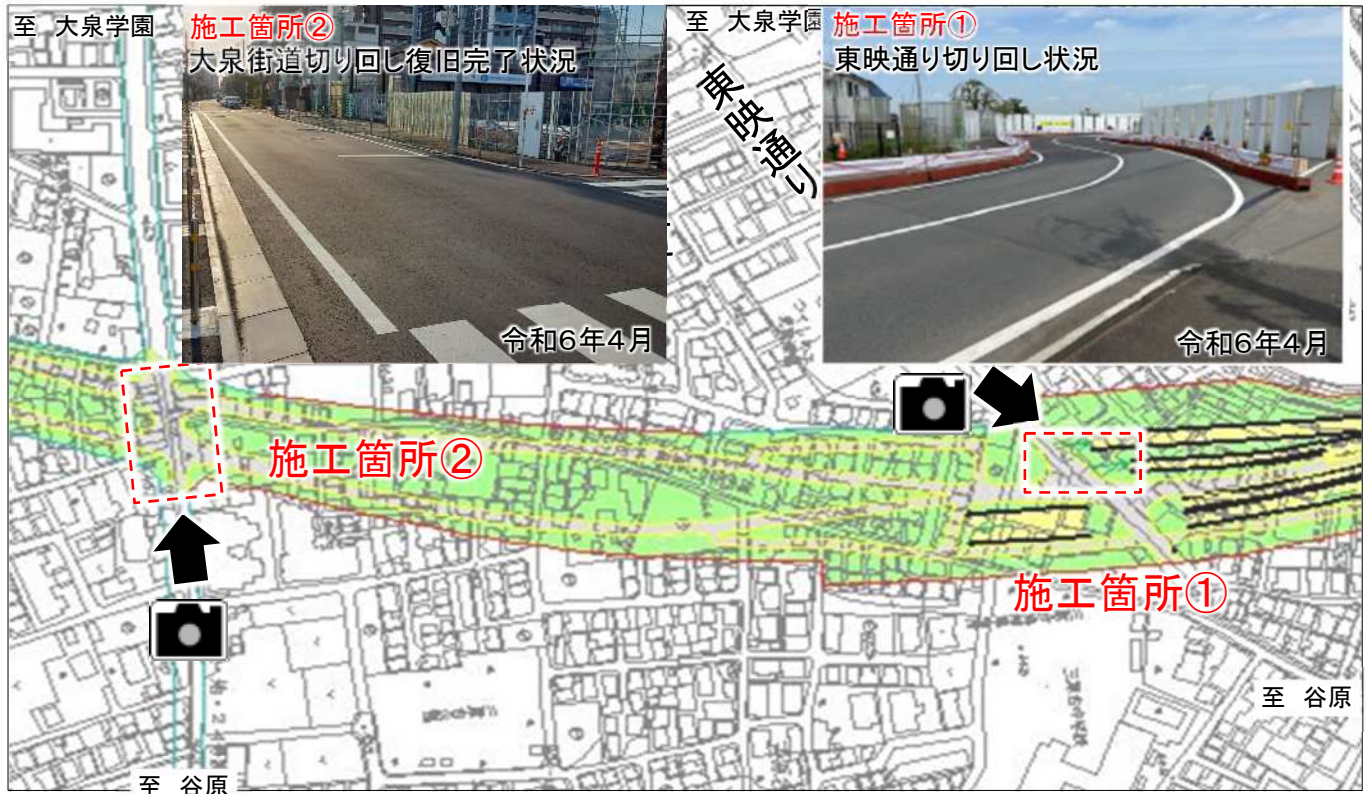 至 大泉学園
施工箇所②
大泉街道切り回し復旧完了状況
令和6年4月
至 大泉学園
東映通り
施工箇所①
東映通り切り回し状況
令和6年4月
施工箇所②
施工箇所①
至 谷原
至 谷原